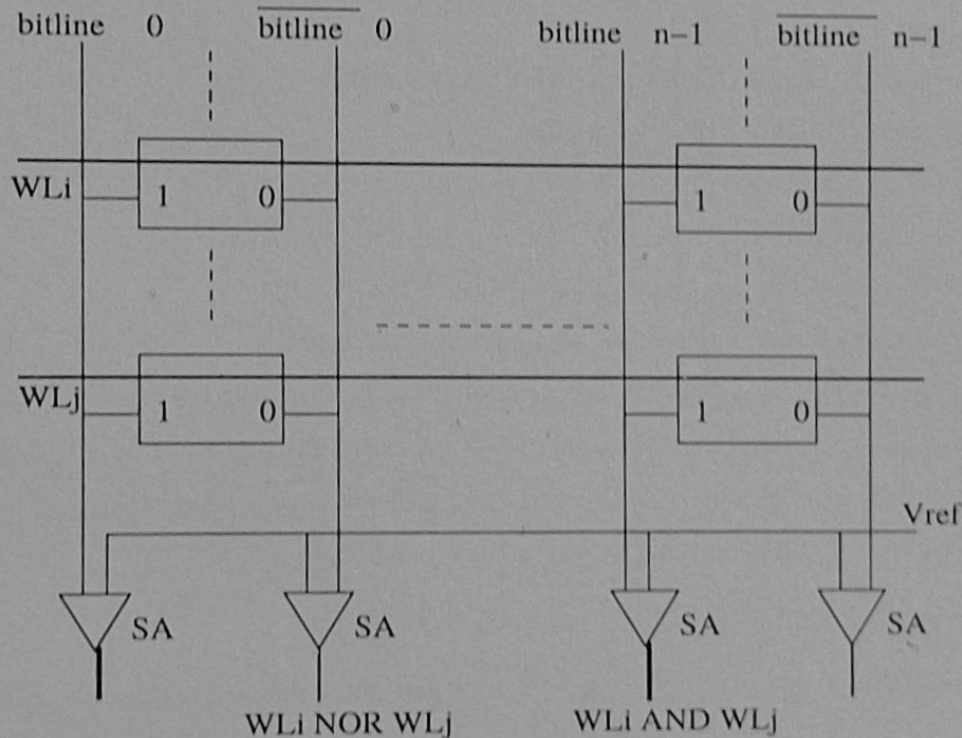 bitline 0 bitline 0 bitline n−1 bitline n−1
WLi 1 0 1 0
WLj 1 0 1 0
Vref
SA SA SA SA
WLi NOR WLj WLi AND WLj